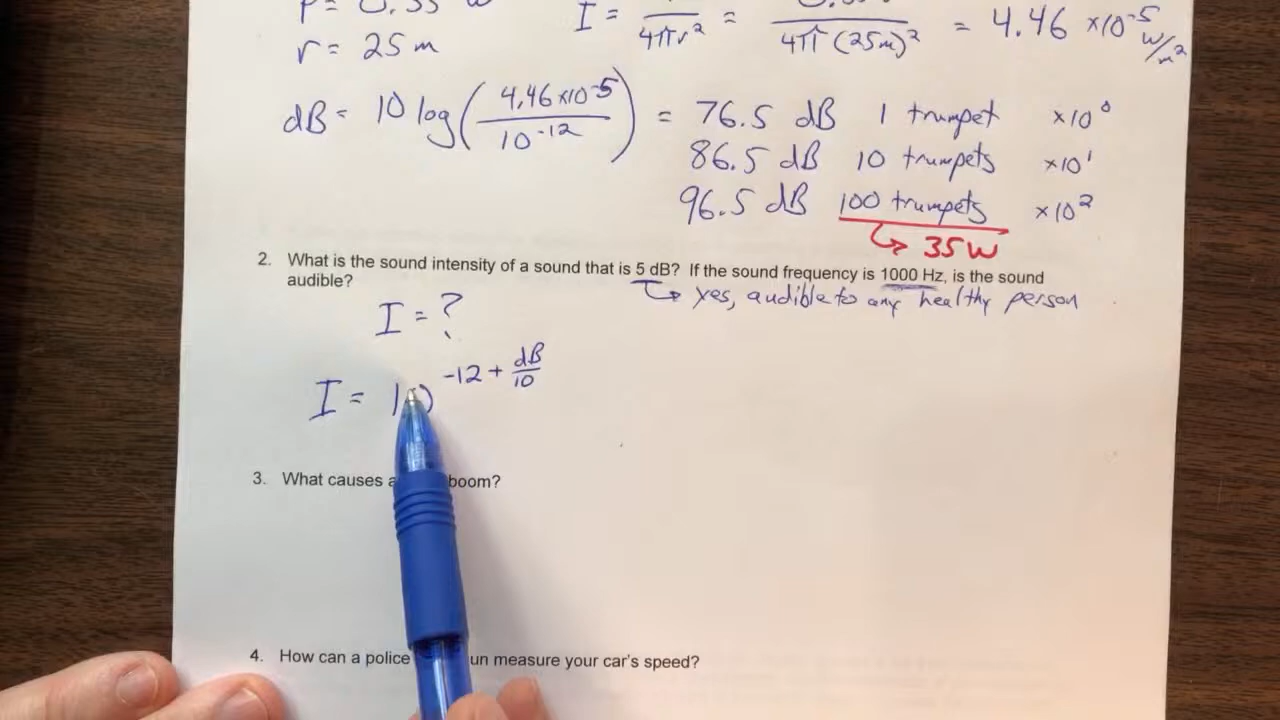 r = 25 m
I = / 4πr² = / 4π (25m)² = 4.46 ×10⁻⁵ W/m²
dB = 10 log( 4.46×10⁻⁵ / 10⁻¹² ) = 76.5 dB 1 trumpet ×10⁰
86.5 dB 10 trumpets ×10¹
96.5 dB 100 trumpets ×10²
↳ 35W
2. What is the sound intensity of a sound that is 5 dB? If the sound frequency is 1000 Hz, is the sound
audible?
↳ yes, audible to any healthy person
I = ?
I = 10^(-12 + dB/10)
3. What causes a boom?
4. How can a police un measure your car's speed?